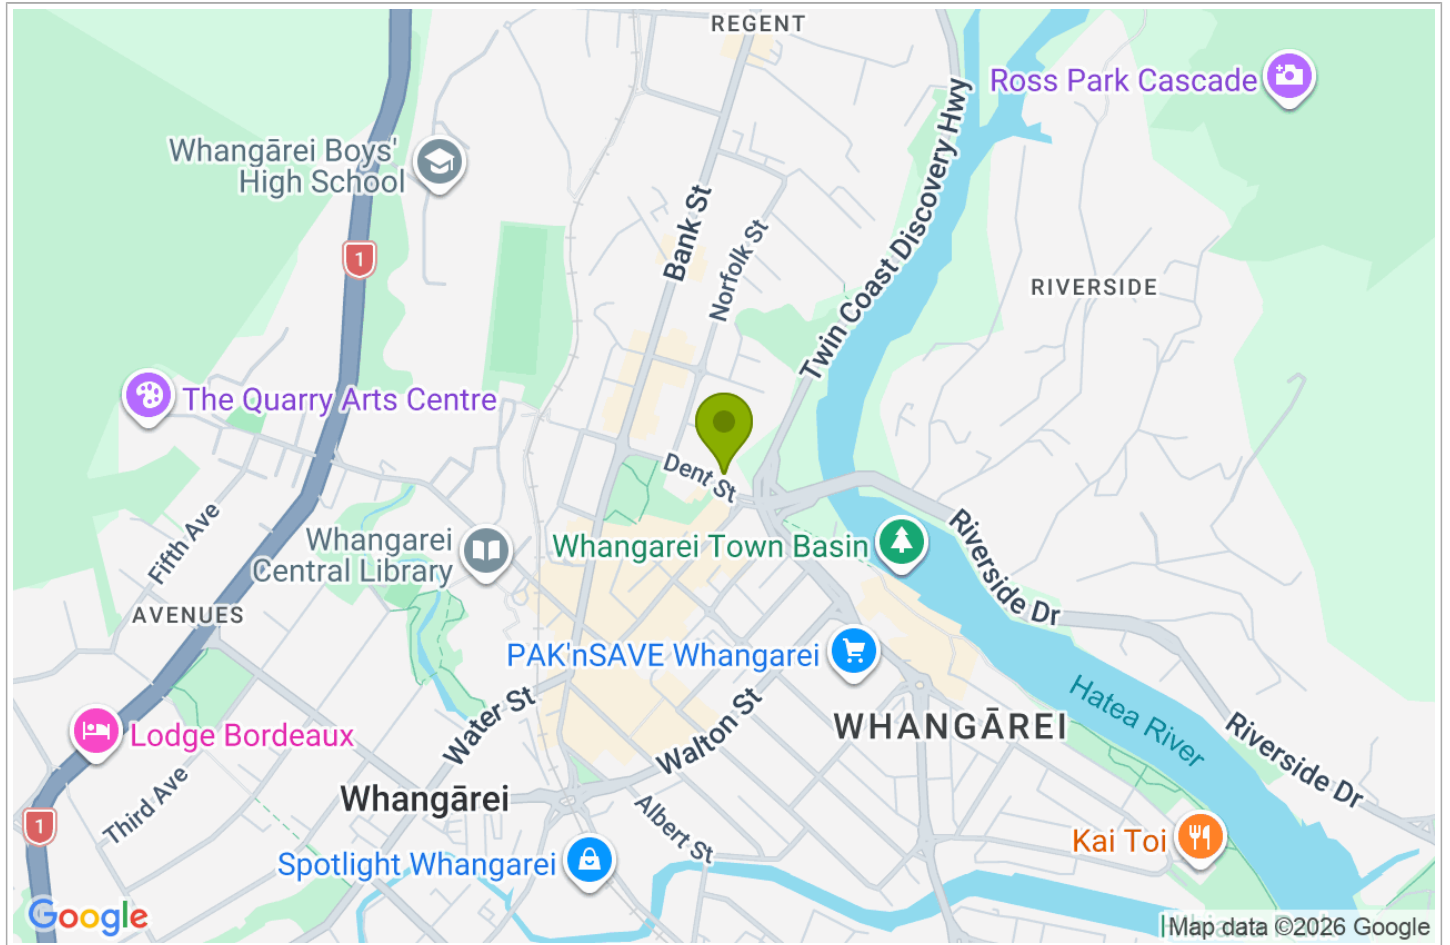 REGENT
Ross Park Cascade
Whangārei Boys'
High School
Twin Coast Discovery Hwy
Bank St
Norfolk St
1
RIVERSIDE
The Quarry Arts Centre
Dent St
Fifth Ave
Whangarei
Central Library
Whangarei Town Basin
Riverside Dr
AVENUES
PAK'nSAVE Whangarei
Hatea River
Water St
Walton St
WHANGĀREI
Lodge Bordeaux
Riverside Dr
Third Ave
Whangārei
1
Albert St
Kai Toi
Spotlight Whangarei
Google
Map data ©2026 Google